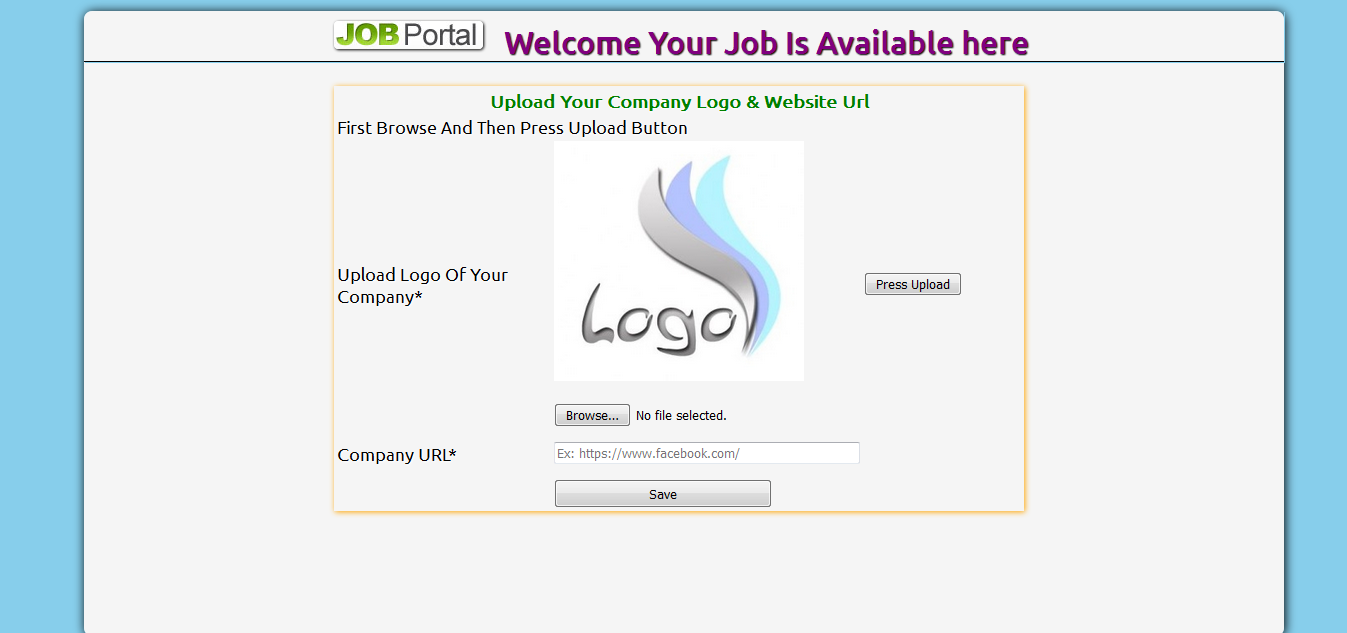 JOB Portal
Welcome Your Job Is Available here
Upload Your Company Logo & Website Url
First Browse And Then Press Upload Button
Logo
Upload Logo Of Your
Company*
Press Upload
Browse... No file selected.
Company URL*
Ex: https://www.facebook.com/
Save